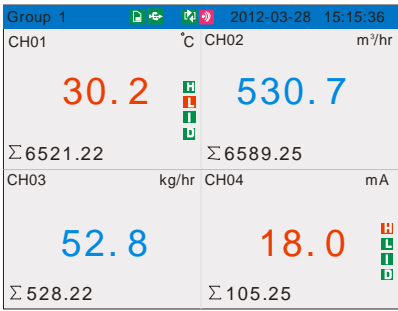 Group 1 2012-03-28 15:15:36
CH01 °C
30.2
H
L
I
D
Σ6521.22
CH02 m³/hr
530.7
Σ6589.25
CH03 kg/hr
52.8
Σ528.22
CH04 mA
18.0
H
L
I
D
Σ105.25